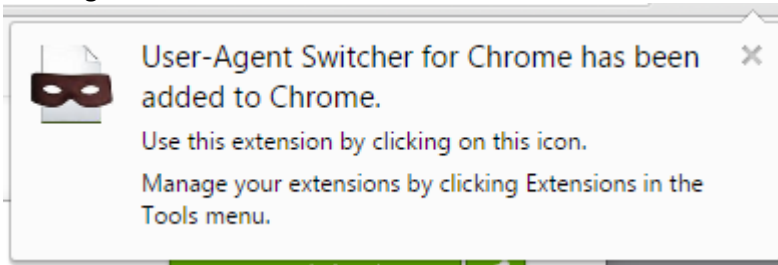 User-Agent Switcher for Chrome has been
added to Chrome.
Use this extension by clicking on this icon.
Manage your extensions by clicking Extensions in the
Tools menu.